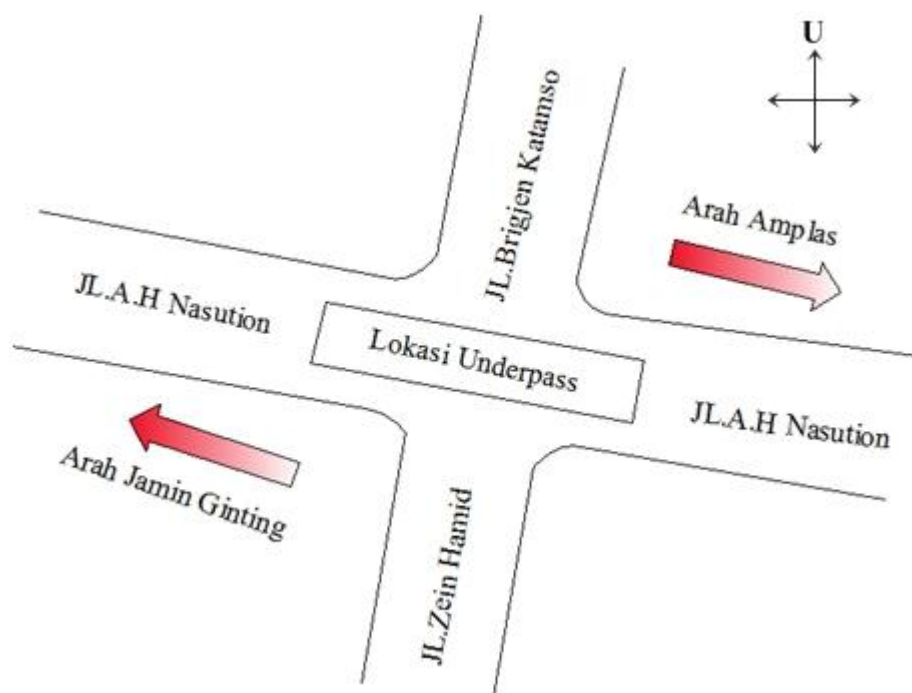 U
JL.Brigjen Katamso
Arah Amplas
JL.A.H Nasution
Lokasi Underpass
JL.A.H Nasution
Arah Jamin Ginting
JL.Zein Hamid